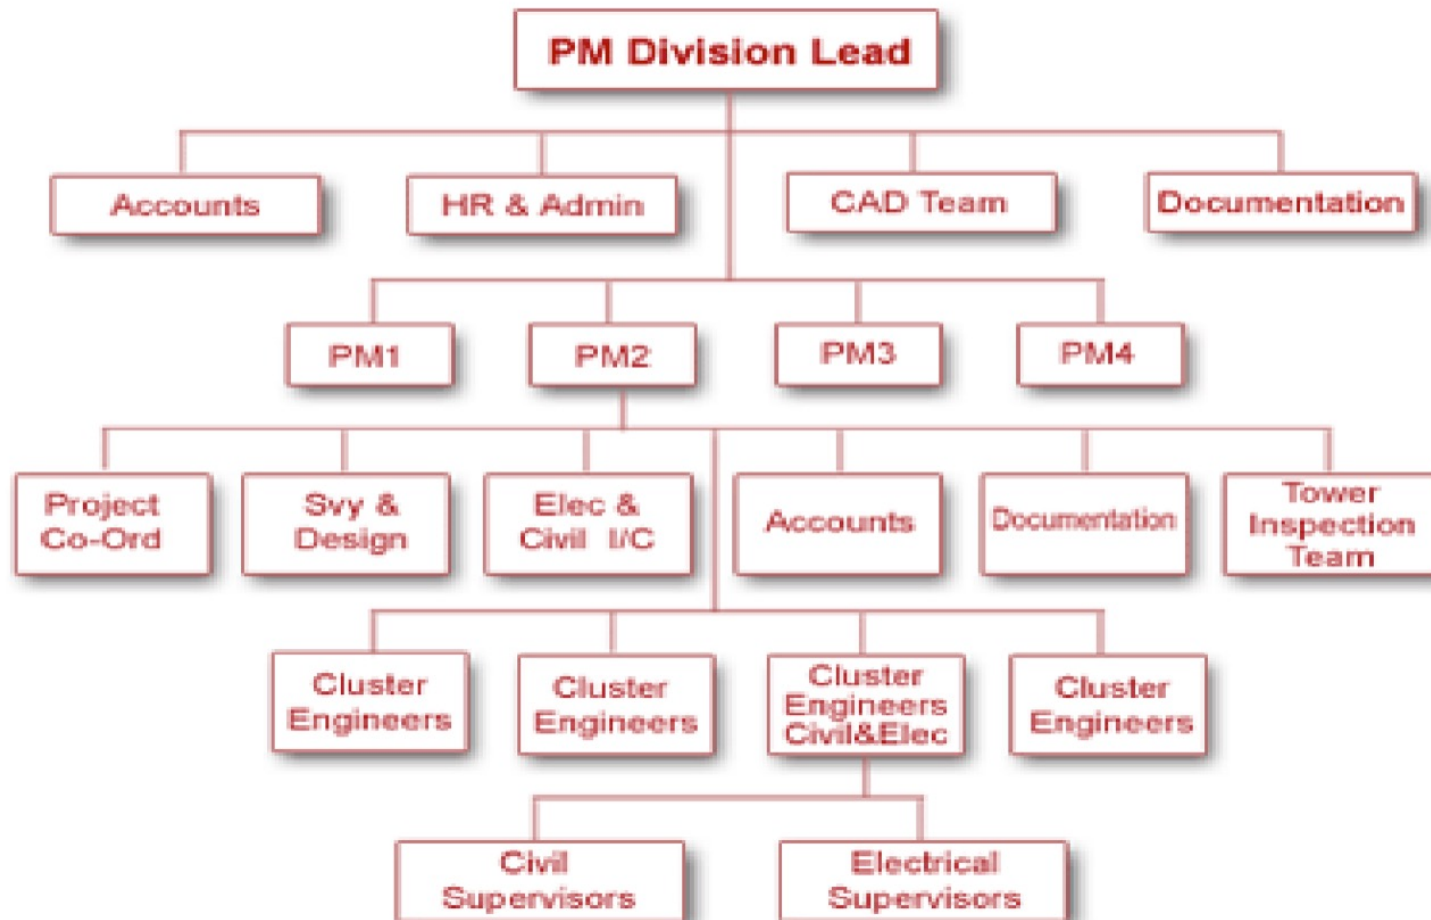 PM Division Lead
Accounts
HR & Admin
CAD Team
Documentation
PM1
PM2
PM3
PM4
Project
Co-Ord
Svy &
Design
Elec &
Civil I/C
Accounts
Documentation
Tower
Inspection
Team
Cluster
Engineers
Cluster
Engineers
Cluster
Engineers
Civil&Elec
Cluster
Engineers
Civil
Supervisors
Electrical
Supervisors